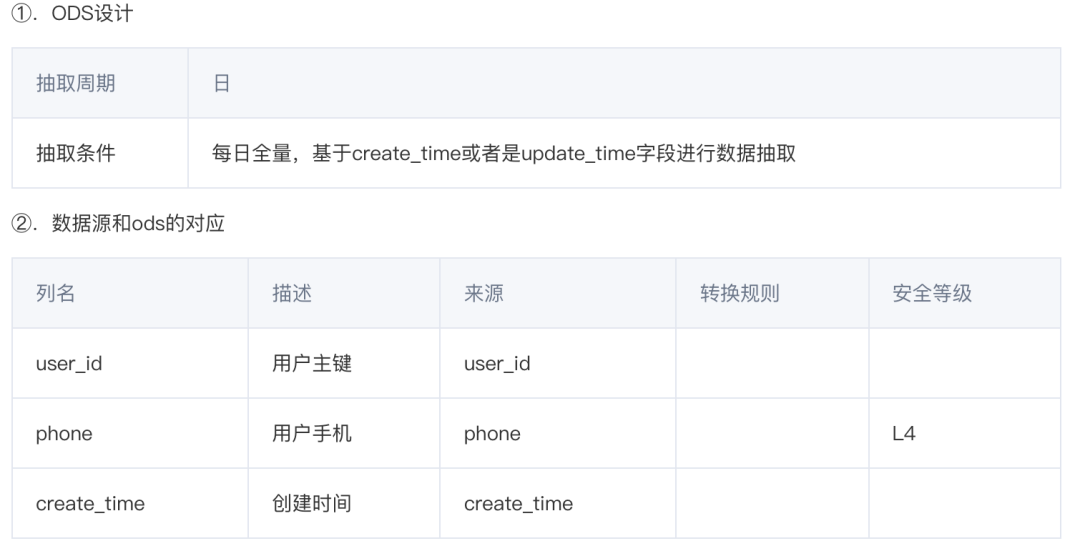 ①. ODS设计
抽取周期 日
抽取条件 每日全量，基于create_time或者是update_time字段进行数据抽取
②. 数据源和ods的对应
列名 描述 来源 转换规则 安全等级
user_id 用户主键 user_id
phone 用户手机 phone L4
create_time 创建时间 create_time